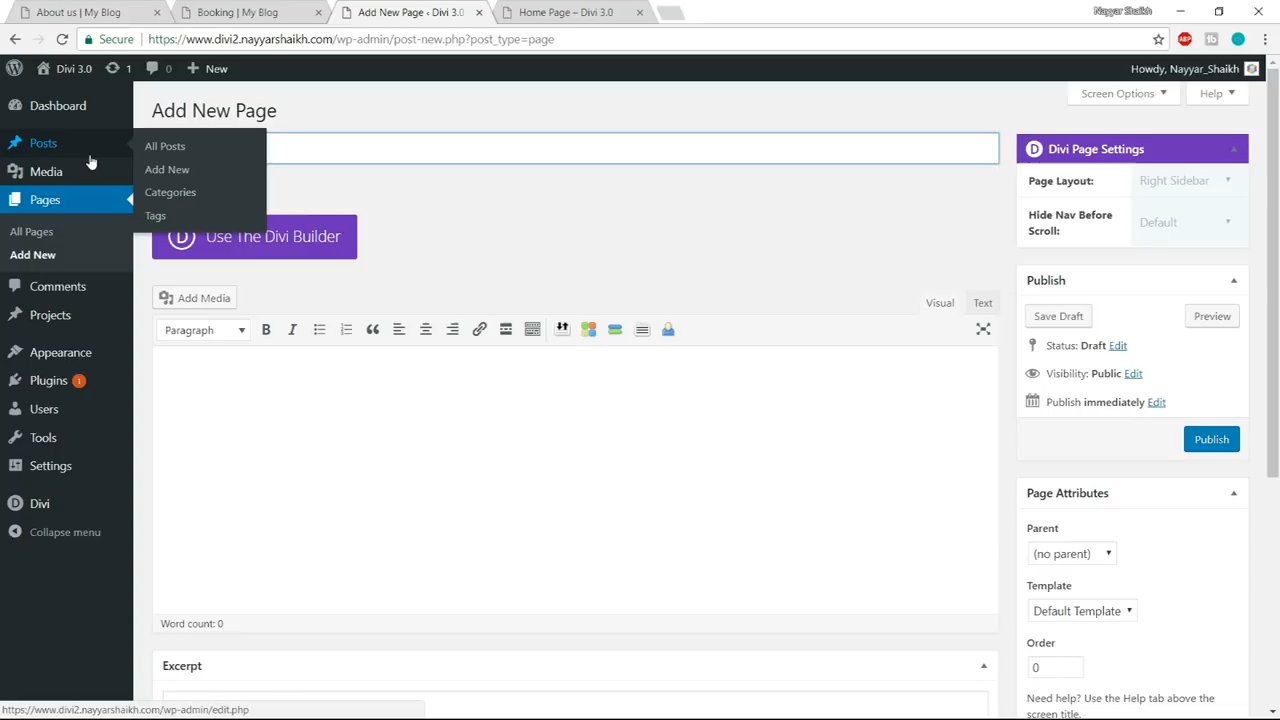 About us | My Blog
Booking | My Blog
Add New Page ‹ Divi 3.0
Home Page – Divi 3.0
Nayyar Shaikh
Secure
https://www.divi2.nayyarshaikh.com/wp-admin/post-new.php?post_type=page
ABP
tb
Divi 3.0
1
0
New
Howdy, Nayyar_Shaikh
Screen Options
Help
Dashboard
Posts
Media
Pages
All Pages
Add New
Comments
Projects
Appearance
Plugins 1
Users
Tools
Settings
Divi
Collapse menu
All Posts
Add New
Categories
Tags
Add New Page
Use The Divi Builder
Add Media
Visual
Text
Paragraph
B I
Word count: 0
Excerpt
Divi Page Settings
Page Layout:
Right Sidebar
Hide Nav Before
Scroll:
Default
Publish
Save Draft
Preview
Status: Draft Edit
Visibility: Public Edit
Publish immediately Edit
Publish
Page Attributes
Parent
(no parent)
Template
Default Template
Order
0
Need help? Use the Help tab above the
screen title.
https://www.divi2.nayyarshaikh.com/wp-admin/edit.php